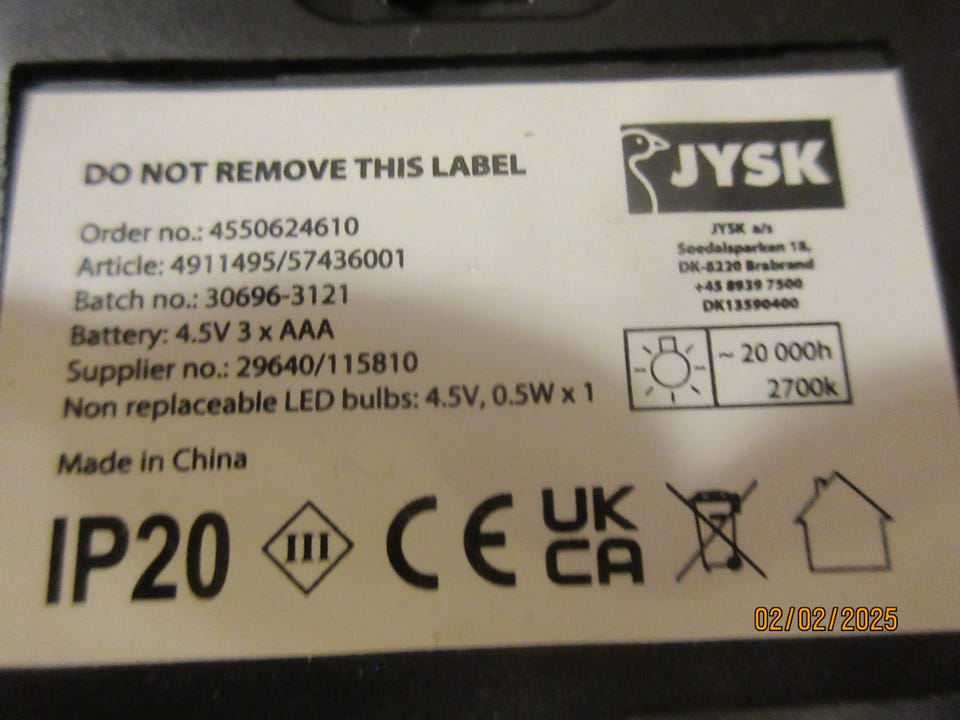 DO NOT REMOVE THIS LABEL
Order no.: 4550624610
Article: 4911495/57436001
Batch no.: 30696-3121
Battery: 4.5V 3 x AAA
Supplier no.: 29640/115810
Non replaceable LED bulbs: 4.5V, 0.5W x 1
Made in China
IP20
III
CE
UK
CA
JYSK
JYSK a/s
Soedalsparken 18,
DK-8220 Brabrand
+45 8939 7500
DK13590400
~ 20 000h
2700k
02/02/2025